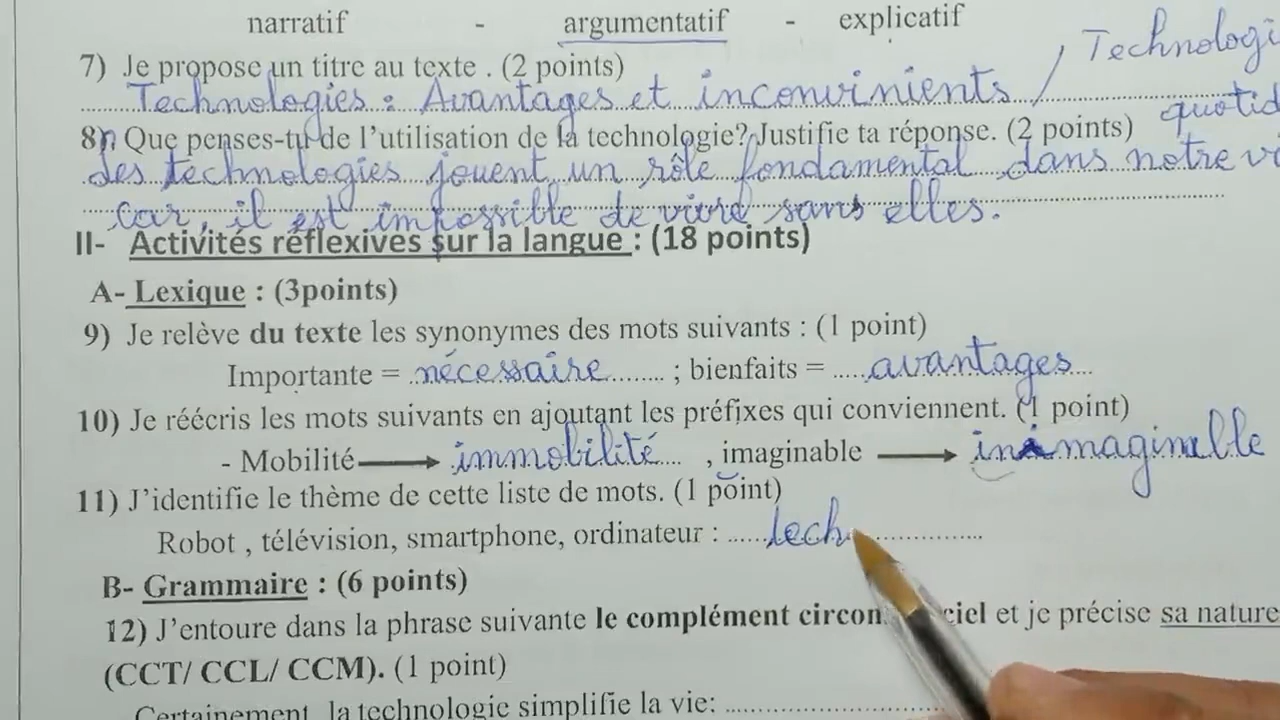 narratif - argumentatif - explicatif
7) Je propose un titre au texte . (2 points) / Technologi
Technologies : Avantages et inconvinients quotid
8) Que penses-tu de l'utilisation de la technologie? Justifie ta réponse. (2 points)
des technologies jouent un rôle fondamental dans notre v
car, il est impossible de vivre sans elles.
II- Activités réflexives sur la langue : (18 points)
A- Lexique : (3points)
9) Je relève du texte les synonymes des mots suivants : (1 point)
Importante = nécessaire ........ ; bienfaits = ..... avantages ....
10) Je réécris les mots suivants en ajoutant les préfixes qui conviennent. (1 point)
- Mobilité → immobilité .... , imaginable → inimaginable
11) J'identifie le thème de cette liste de mots. (1 point)
Robot , télévision, smartphone, ordinateur : ..... tech ...............
B- Grammaire : (6 points)
12) J'entoure dans la phrase suivante le complément circon ciel et je précise sa nature
(CCT/ CCL/ CCM). (1 point)
Certainement, la technologie simplifie la vie: ..............................